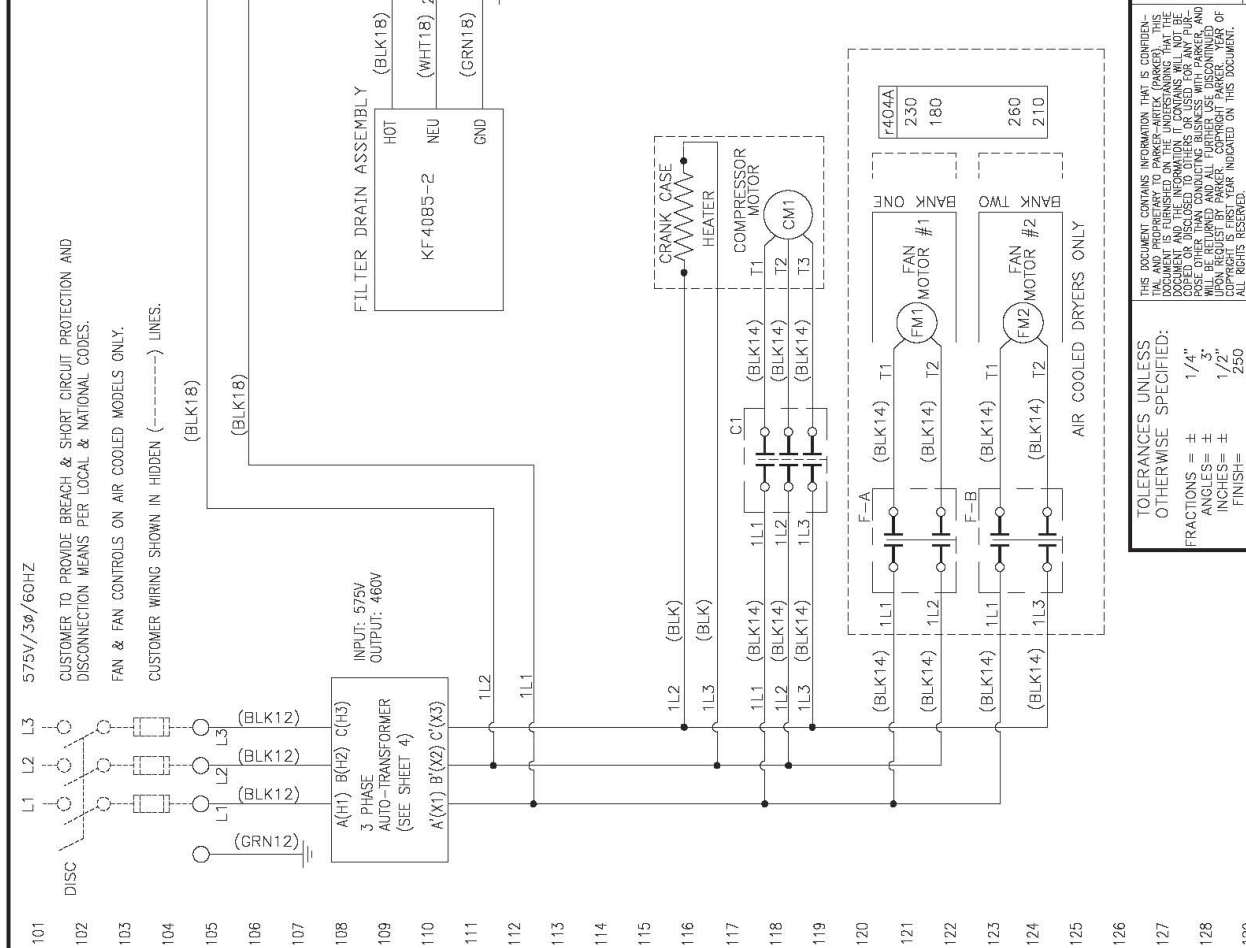 101
102
103
104
105
106
107
108
109
110
111
112
113
114
115
116
117
118
119
120
121
122
123
124
125
126
127
128
DISC
L1
L2
L3
575V/3ø/60HZ
CUSTOMER TO PROVIDE BREACH & SHORT CIRCUIT PROTECTION AND
DISCONNECTION MEANS PER LOCAL & NATIONAL CODES.
FAN & FAN CONTROLS ON AIR COOLED MODELS ONLY.
CUSTOMER WIRING SHOWN IN HIDDEN (-------) LINES.
L1
L2
L3
(GRN12)
(BLK12)
(BLK12)
(BLK12)
(BLK18)
(BLK18)
A(H1) B(H2) C(H3)
3 PHASE
AUTO-TRANSFORMER
(SEE SHEET 4)
A'(X1) B'(X2) C'(X3)
INPUT: 575V
OUTPUT: 460V
1L2
1L1
FILTER DRAIN ASSEMBLY
KF4085-2
HOT
NEU
GND
(BLK18)
(WHT18)
(GRN18)
1L2
(BLK)
1L3
(BLK)
CRANK CASE
HEATER
COMPRESSOR
MOTOR
C1
1L1
(BLK14)
1L1
(BLK14)
T1
1L2
(BLK14)
1L2
(BLK14)
T2
CM1
1L3
(BLK14)
1L3
(BLK14)
T3
F-A
(BLK14)
1L1
(BLK14)
T1
FM1
FAN
MOTOR #1
(BLK14)
1L2
(BLK14)
T2
BANK ONE
F-B
(BLK14)
1L1
(BLK14)
T1
FM2
FAN
MOTOR #2
(BLK14)
1L3
(BLK14)
T2
BANK TWO
r404A
230
180
260
210
AIR COOLED DRYERS ONLY
TOLERANCES UNLESS
OTHERWISE SPECIFIED:
FRACTIONS = ± 1/4"
ANGLES= ± 3°
INCHES= ± 1/2"
FINISH= 250
THIS DOCUMENT CONTAINS INFORMATION THAT IS CONFIDEN-
TIAL AND PROPRIETARY TO PARKER-AIRTEK (PARKER). THIS
DOCUMENT IS FURNISHED ON THE UNDERSTANDING THAT THE
DOCUMENT AND THE INFORMATION IT CONTAINS WILL NOT BE
COPIED OR DISCLOSED TO OTHERS OR USED FOR ANY PUR-
POSE OTHER THAN CONDUCTING BUSINESS WITH PARKER, AND
WILL BE RETURNED AND ALL FURTHER USE DISCONTINUED
UPON REQUEST BY PARKER. COPYRIGHT PARKER. YEAR OF
COPYRIGHT IS FIRST YEAR INDICATED ON THIS DOCUMENT.
ALL RIGHTS RESERVED.